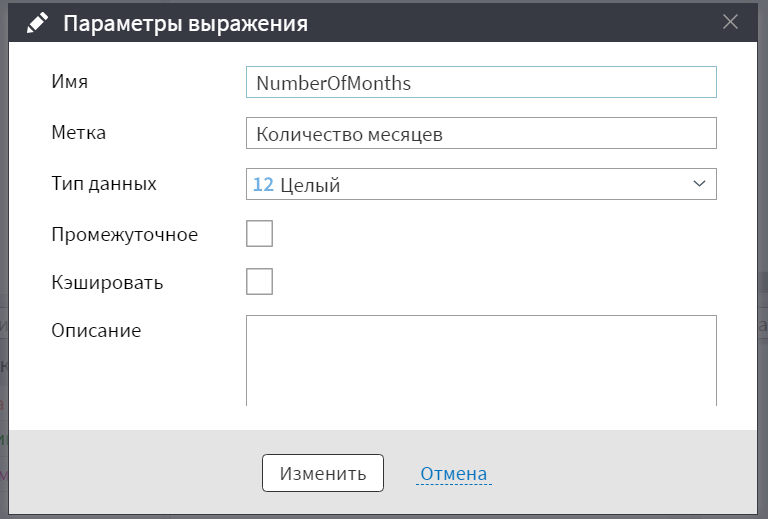 Параметры выражения
Имя
NumberOfMonths
Метка
Количество месяцев
Тип данных
12 Целый
Промежуточное
Кэшировать
Описание
Изменить
Отмена